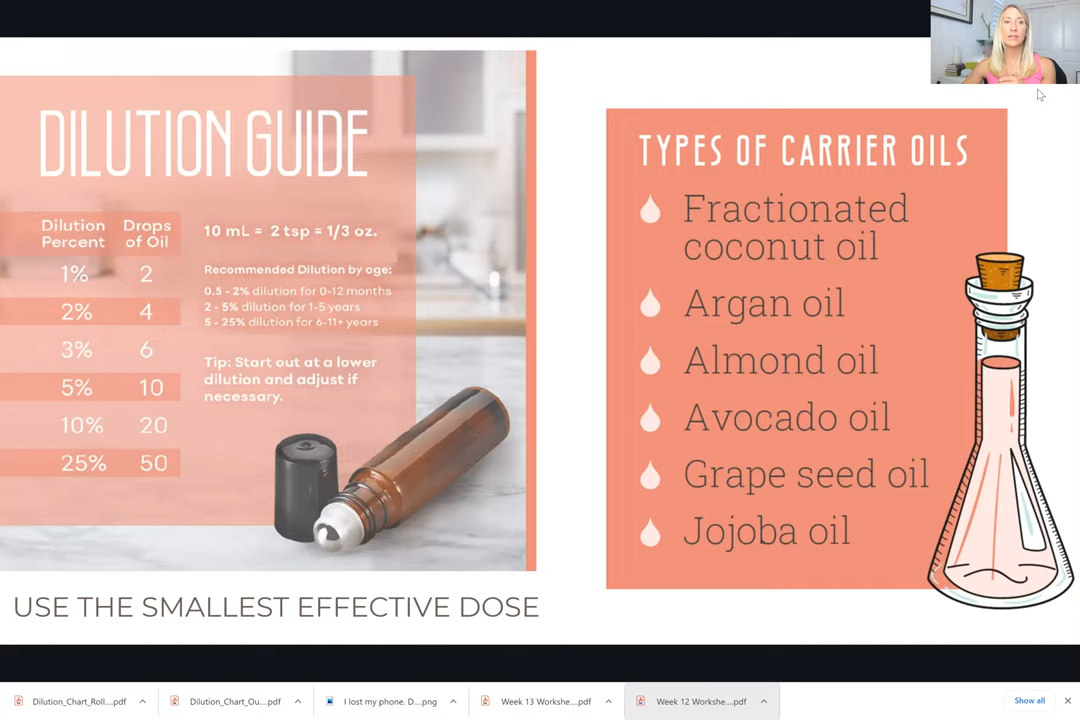 DILUTION GUIDE
Dilution Drops
Percent of Oil
1% 2
2% 4
3% 6
5% 10
10% 20
25% 50
10 mL = 2 tsp = 1/3 oz.
Recommended Dilution by age:
0.5 - 2% dilution for 0-12 months
2 - 5% dilution for 1-5 years
5 - 25% dilution for 6-11+ years
Tip: Start out at a lower
dilution and adjust if
necessary.
USE THE SMALLEST EFFECTIVE DOSE
TYPES OF CARRIER OILS
Fractionated
coconut oil
Argan oil
Almond oil
Avocado oil
Grape seed oil
Jojoba oil
Dilution_Chart_Roll....pdf
Dilution_Chart_Ou....pdf
I lost my phone. D....png
Week 13 Workshe....pdf
Week 12 Workshe....pdf
Show all